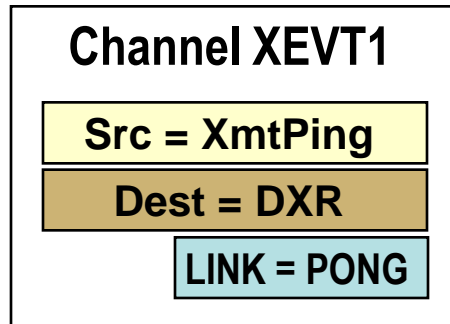 Channel XEVT1
Src = XmtPing
Dest = DXR
LINK = PONG